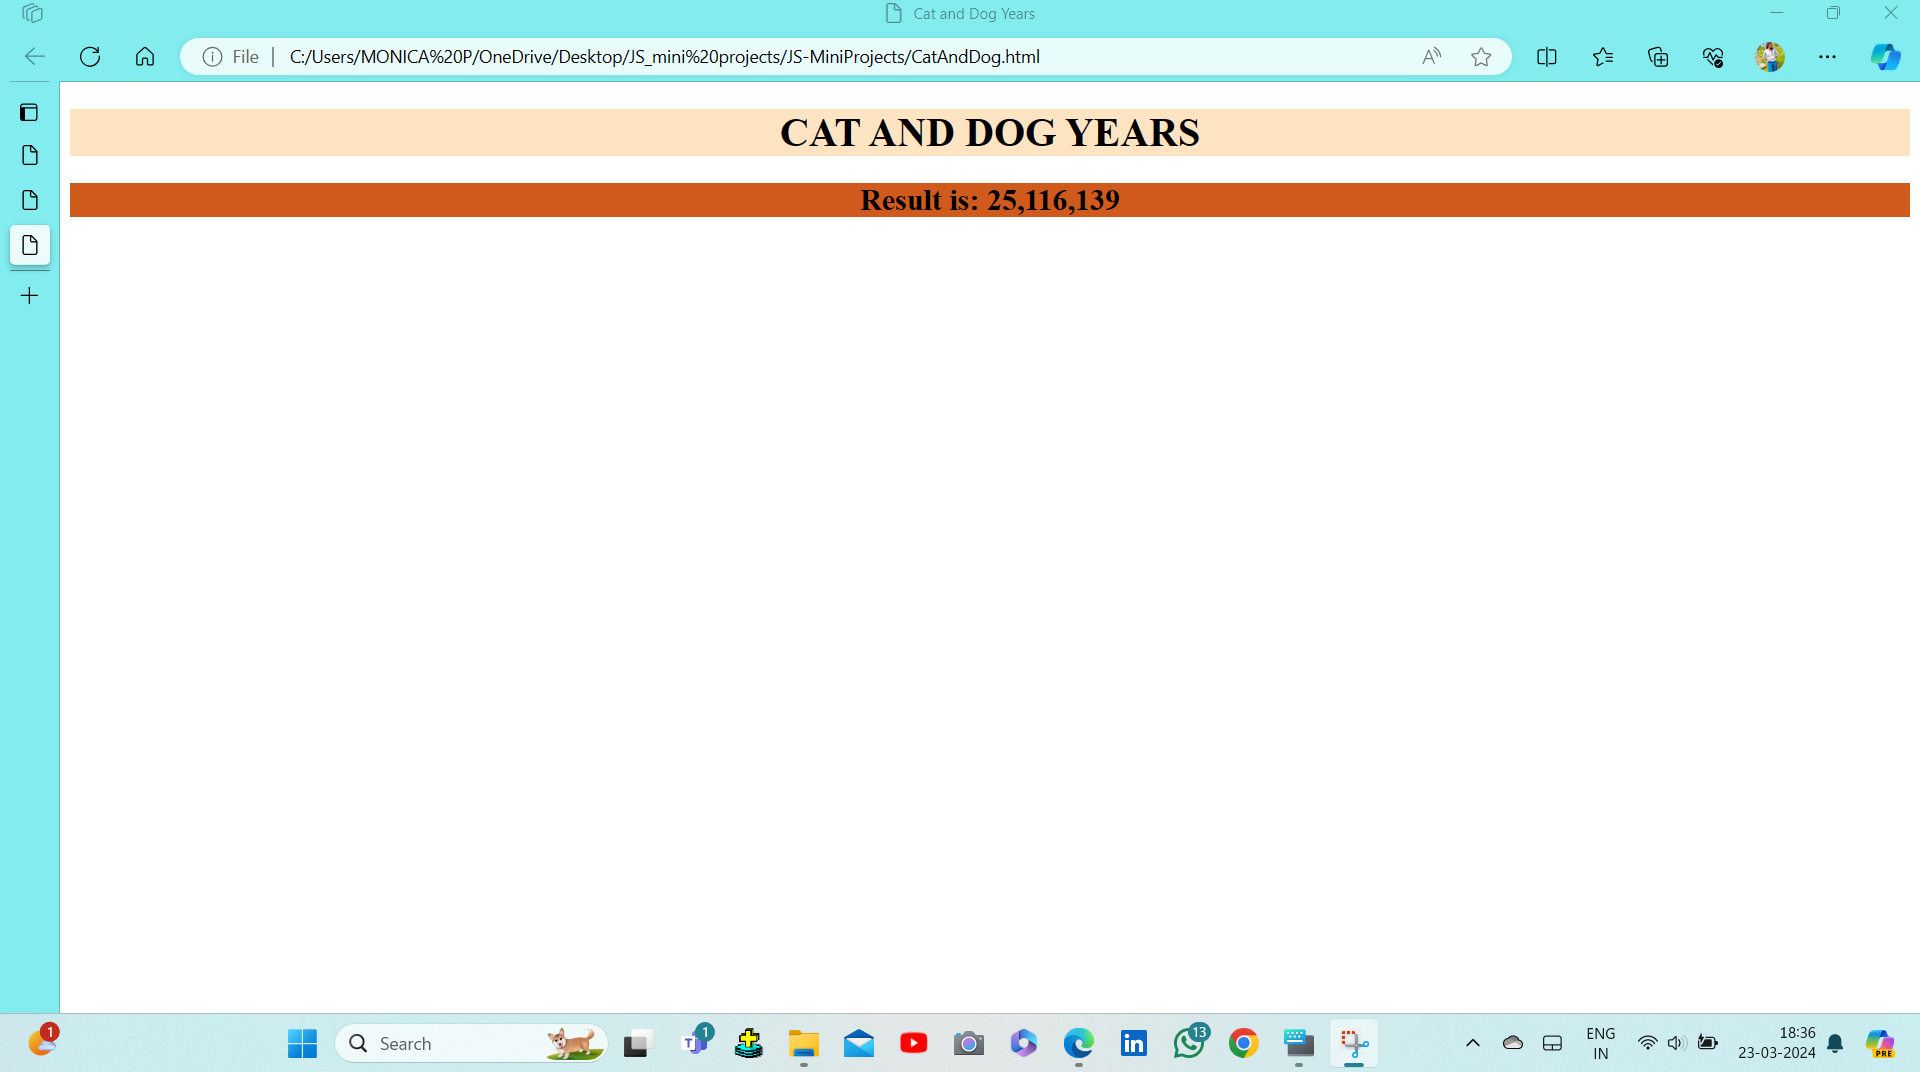 Cat and Dog Years
File
C:/Users/MONICA%20P/OneDrive/Desktop/JS_mini%20projects/JS-MiniProjects/CatAndDog.html
CAT AND DOG YEARS
Result is: 25,116,139
1
Search
1
13
ENG
IN
18:36
23-03-2024
PRE